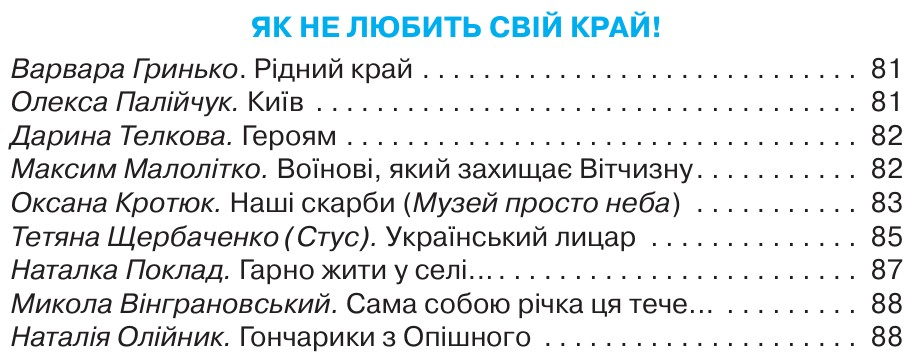 ЯК НЕ ЛЮБИТЬ СВІЙ КРАЙ!
Варвара Гринько. Рідний край . . . . . . . . . . . . . . . . . . . . . . . . . . . . 81
Олекса Палійчук. Київ . . . . . . . . . . . . . . . . . . . . . . . . . . . . . . . . . . . 81
Дарина Телкова. Героям . . . . . . . . . . . . . . . . . . . . . . . . . . . . . . . . . 82
Максим Малолітко. Воїнові, який захищає Вітчизну. . . . . . . . . . . 82
Оксана Кротюк. Наші скарби (Музей просто неба) . . . . . . . . . . . 83
Тетяна Щербаченко (Стус). Український лицар . . . . . . . . . . . . . . 85
Наталка Поклад. Гарно жити у селі... . . . . . . . . . . . . . . . . . . . . . . . 87
Микола Вінграновський. Сама собою річка ця тече... . . . . . . . . . . 88
Наталія Олійник. Гончарики з Опішного . . . . . . . . . . . . . . . . . . . . 88